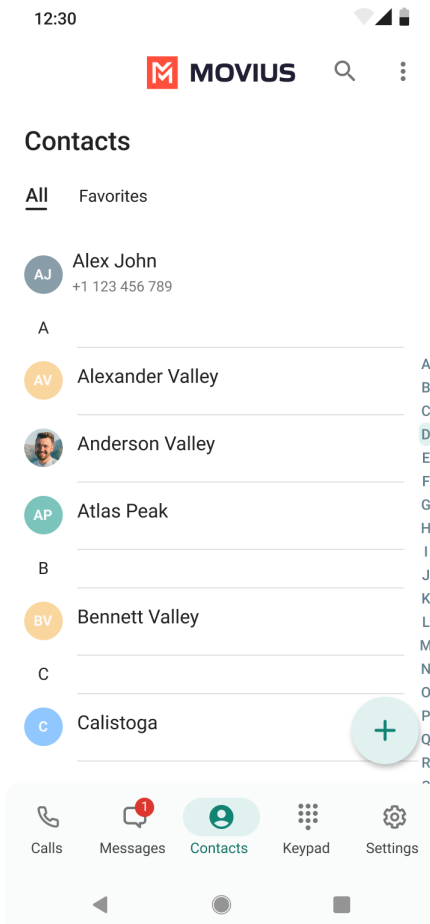 12:30
MOVIUS
Contacts
All Favorites
AJ Alex John
+1 123 456 789
A
AV Alexander Valley
Anderson Valley
AP Atlas Peak
B
BV Bennett Valley
C
C Calistoga
+
A
B
C
D
E
F
G
H
I
J
K
L
M
N
O
P
Q
R
1
Calls Messages Contacts Keypad Settings